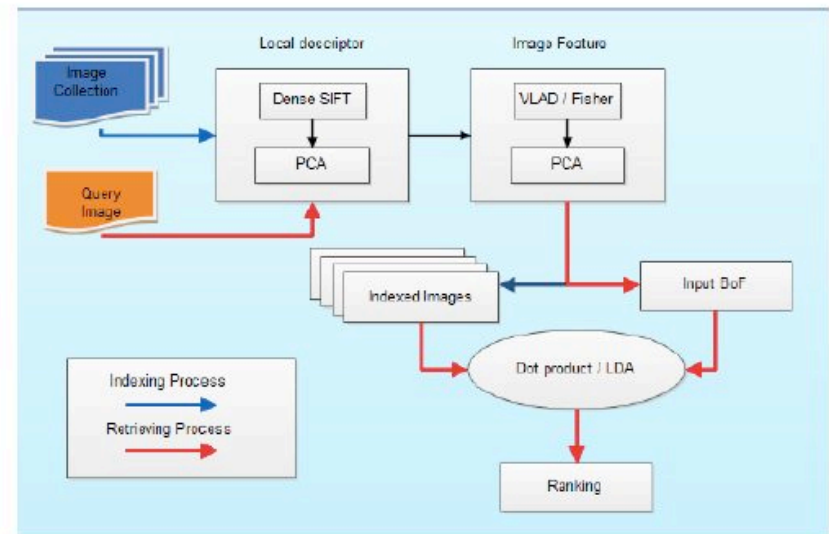 Local descriptor
Image Feature
Image
Collection
Dense SIFT
PCA
VLAD / Fisher
PCA
Query
Image
Indexed Images
Input BoF
Dot product / LDA
Indexing Process
Retrieving Process
Ranking